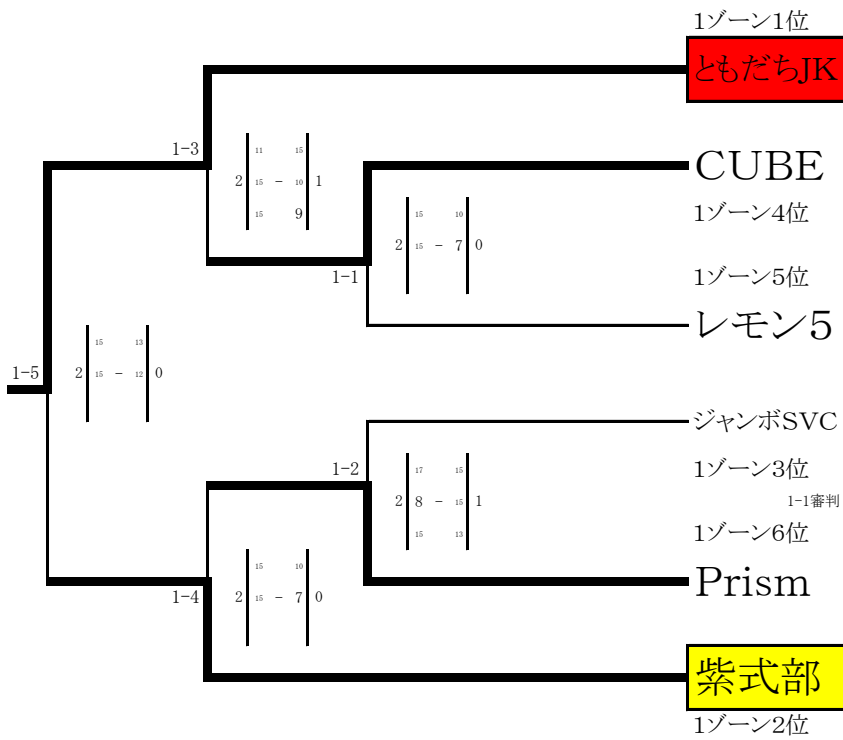 1ゾーン1位
ともだちJK
1-3
11 15
2 15 － 10 1
15 9
CUBE
1ゾーン4位
15 10
2 15 － 7 0
1-1
1ゾーン5位
レモン5
15 13
1-5 2 15 － 12 0
ジャンボSVC
1-2
1ゾーン3位
17 15
2 8 － 15 1
15 13
1-1審判
1ゾーン6位
Prism
15 10
1-4 2 15 － 7 0
紫式部
1ゾーン2位